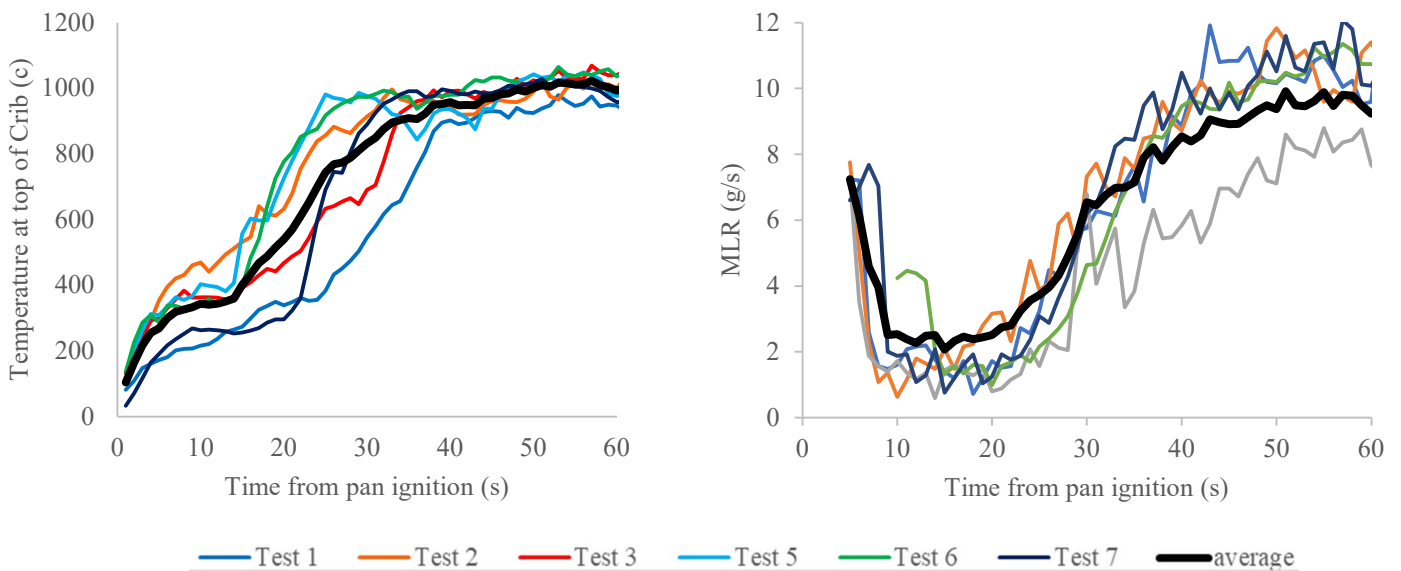 Temperature at top of Crib (c)
1200
1000
800
600
400
200
0
0 10 20 30 40 50 60
Time from pan ignition (s)
MLR (g/s)
12
10
8
6
4
2
0
0 10 20 30 40 50 60
Time from pan ignition (s)
Test 1 Test 2 Test 3 Test 5 Test 6 Test 7 average